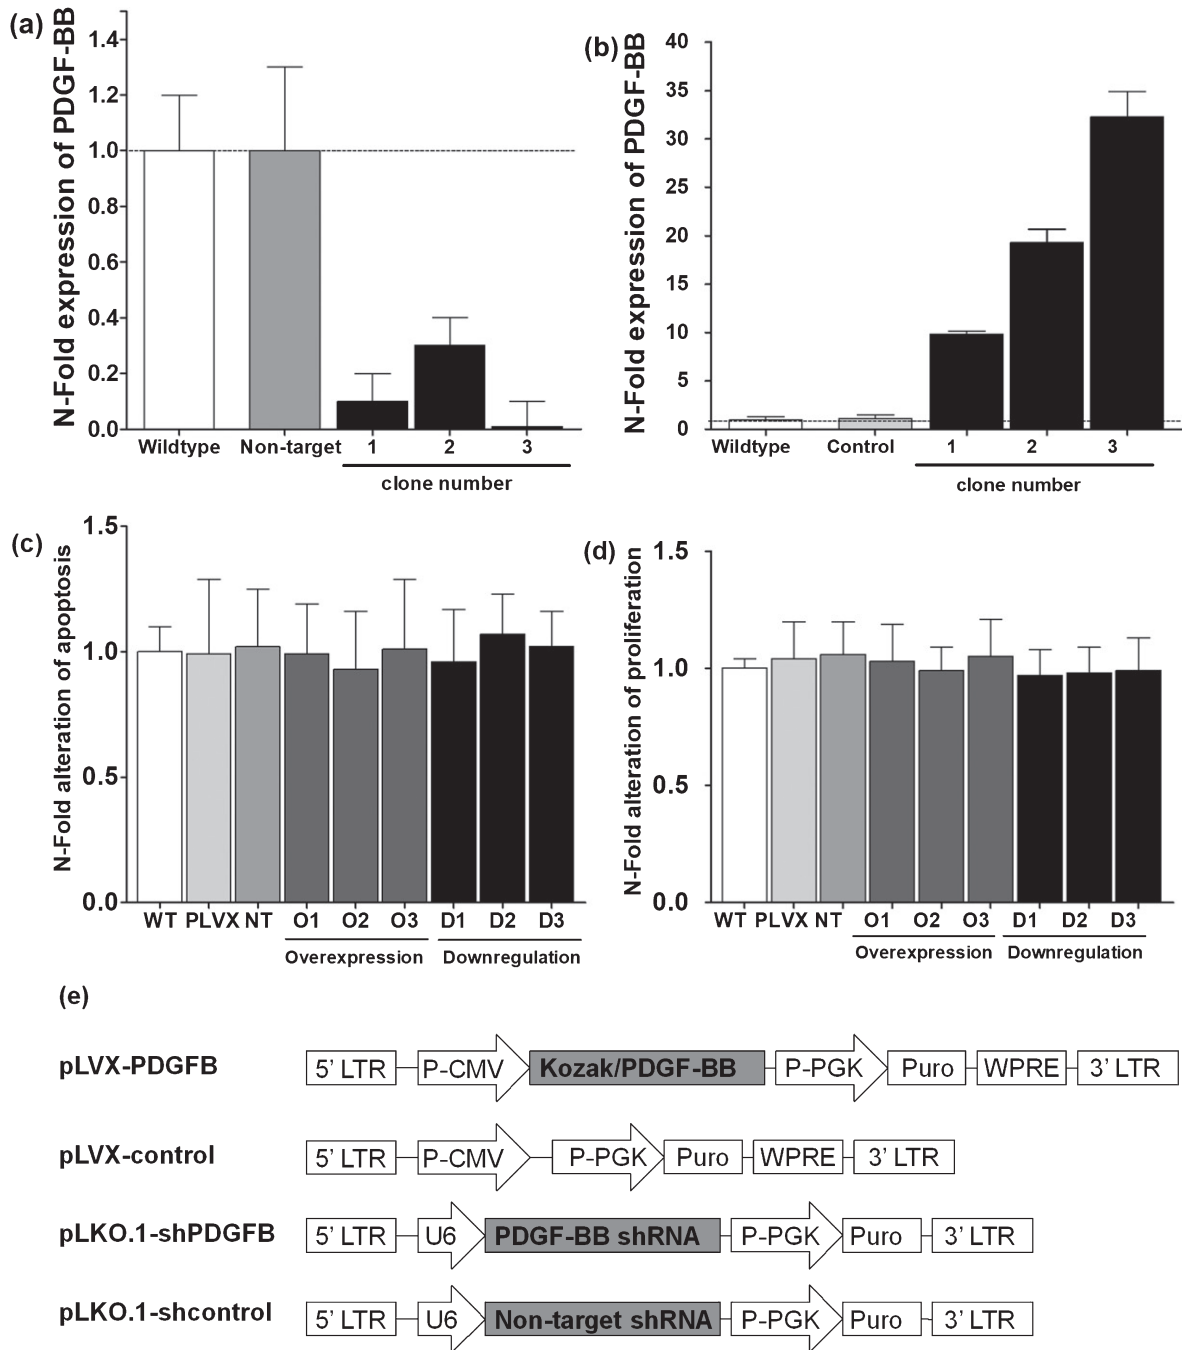 (a)
N-Fold expression of PDGF-BB
1.4
1.2
1.0
0.8
0.6
0.4
0.2
0.0
Wildtype Non-target 1 2 3
clone number
(b)
N-Fold expression of PDGF-BB
40
35
30
25
20
15
10
5
0
Wildtype Control 1 2 3
clone number
(c)
N-Fold alteration of apoptosis
1.5
1.0
0.5
0.0
WT PLVX NT O1 O2 O3 D1 D2 D3
Overexpression Downregulation
(d)
N-Fold alteration of proliferation
1.5
1.0
0.5
0.0
WT PLVX NT O1 O2 O3 D1 D2 D3
Overexpression Downregulation
(e)
pLVX-PDGFB 5' LTR P-CMV Kozak/PDGF-BB P-PGK Puro WPRE 3' LTR
pLVX-control 5' LTR P-CMV P-PGK Puro WPRE 3' LTR
pLKO.1-shPDGFB 5' LTR U6 PDGF-BB shRNA P-PGK Puro 3' LTR
pLKO.1-shcontrol 5' LTR U6 Non-target shRNA P-PGK Puro 3' LTR